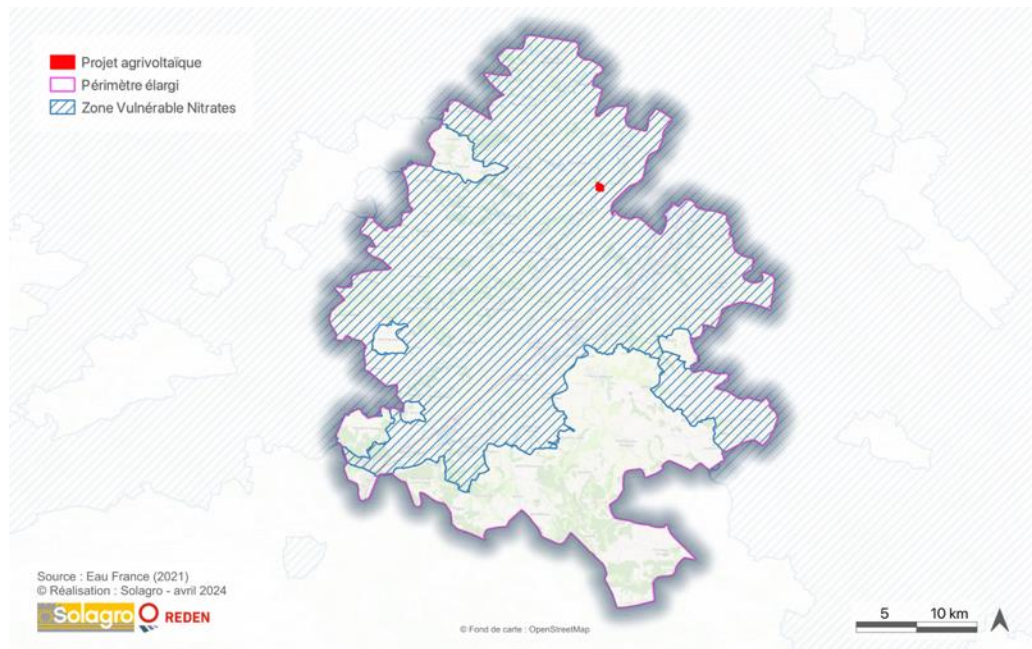 Projet agrivoltaïque
Périmètre élargi
Zone Vulnérable Nitrates
Source : Eau France (2021)
© Réalisation : Solagro - avril 2024
Solagro REDEN
© Fond de carte : OpenStreetMap
5 10 km